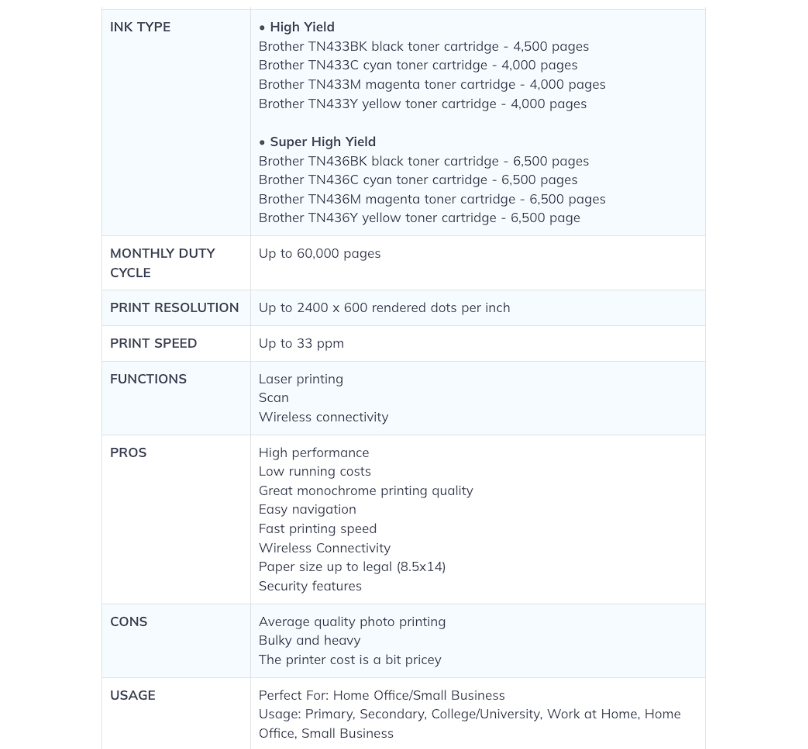 INK TYPE
• High Yield
Brother TN433BK black toner cartridge - 4,500 pages
Brother TN433C cyan toner cartridge - 4,000 pages
Brother TN433M magenta toner cartridge - 4,000 pages
Brother TN433Y yellow toner cartridge - 4,000 pages
• Super High Yield
Brother TN436BK black toner cartridge - 6,500 pages
Brother TN436C cyan toner cartridge - 6,500 pages
Brother TN436M magenta toner cartridge - 6,500 pages
Brother TN436Y yellow toner cartridge - 6,500 page
MONTHLY DUTY
CYCLE
Up to 60,000 pages
PRINT RESOLUTION
Up to 2400 x 600 rendered dots per inch
PRINT SPEED
Up to 33 ppm
FUNCTIONS
Laser printing
Scan
Wireless connectivity
PROS
High performance
Low running costs
Great monochrome printing quality
Easy navigation
Fast printing speed
Wireless Connectivity
Paper size up to legal (8.5x14)
Security features
CONS
Average quality photo printing
Bulky and heavy
The printer cost is a bit pricey
USAGE
Perfect For: Home Office/Small Business
Usage: Primary, Secondary, College/University, Work at Home, Home
Office, Small Business